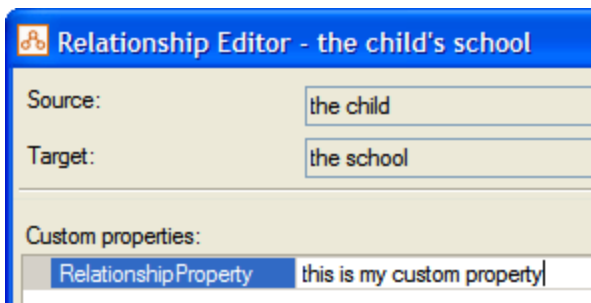 Relationship Editor - the child's school
Source: the child
Target: the school
Custom properties:
RelationshipProperty this is my custom property